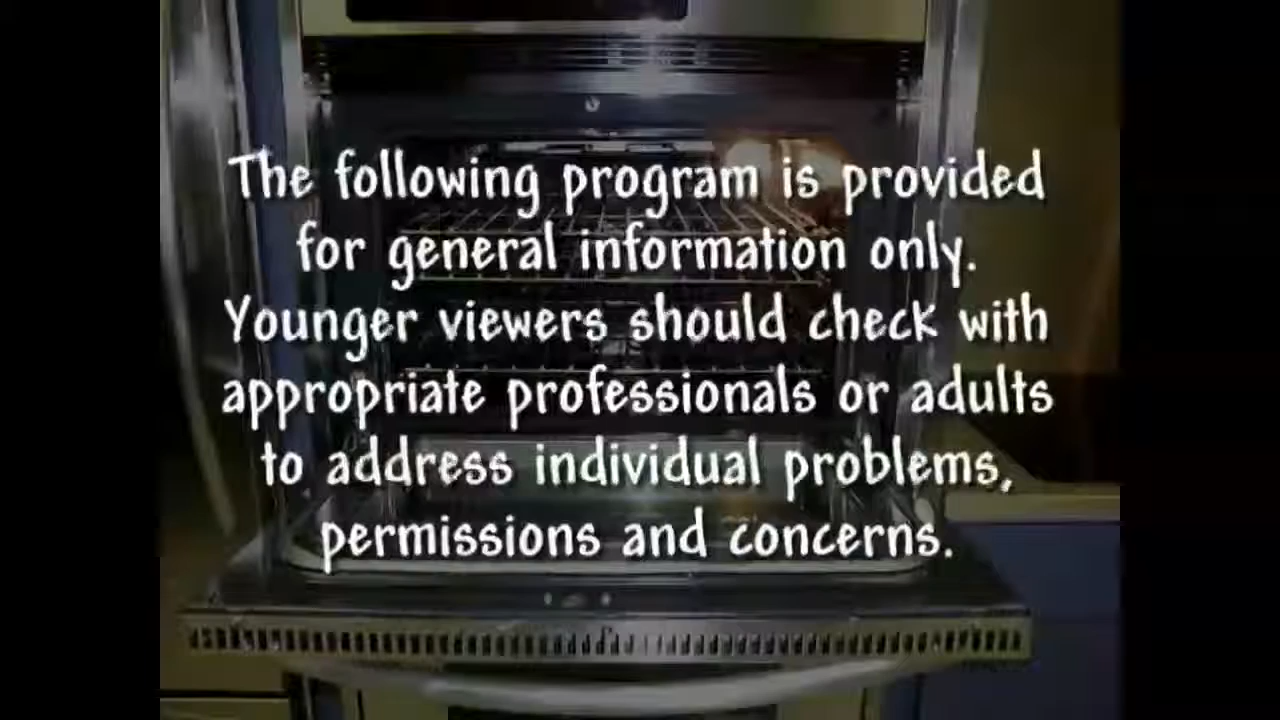 The following program is provided
for general information only.
Younger viewers should check with
appropriate professionals or adults
to address individual problems,
permissions and concerns.